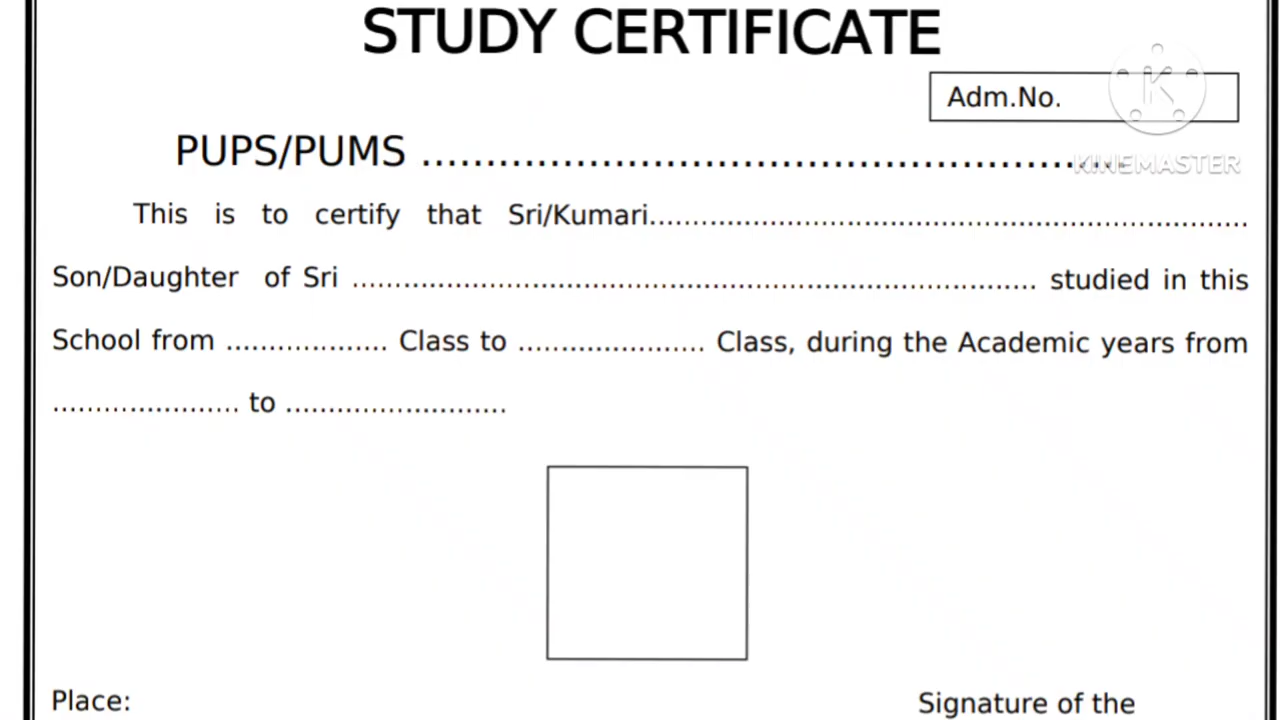 STUDY CERTIFICATE
Adm.No.
KINEMASTER
PUPS/PUMS ........................................................
This is to certify that Sri/Kumari......................................................................
Son/Daughter of Sri ................................................................................ studied in this
School from ................... Class to ...................... Class, during the Academic years from
...................... to ..........................
Place:
Signature of the